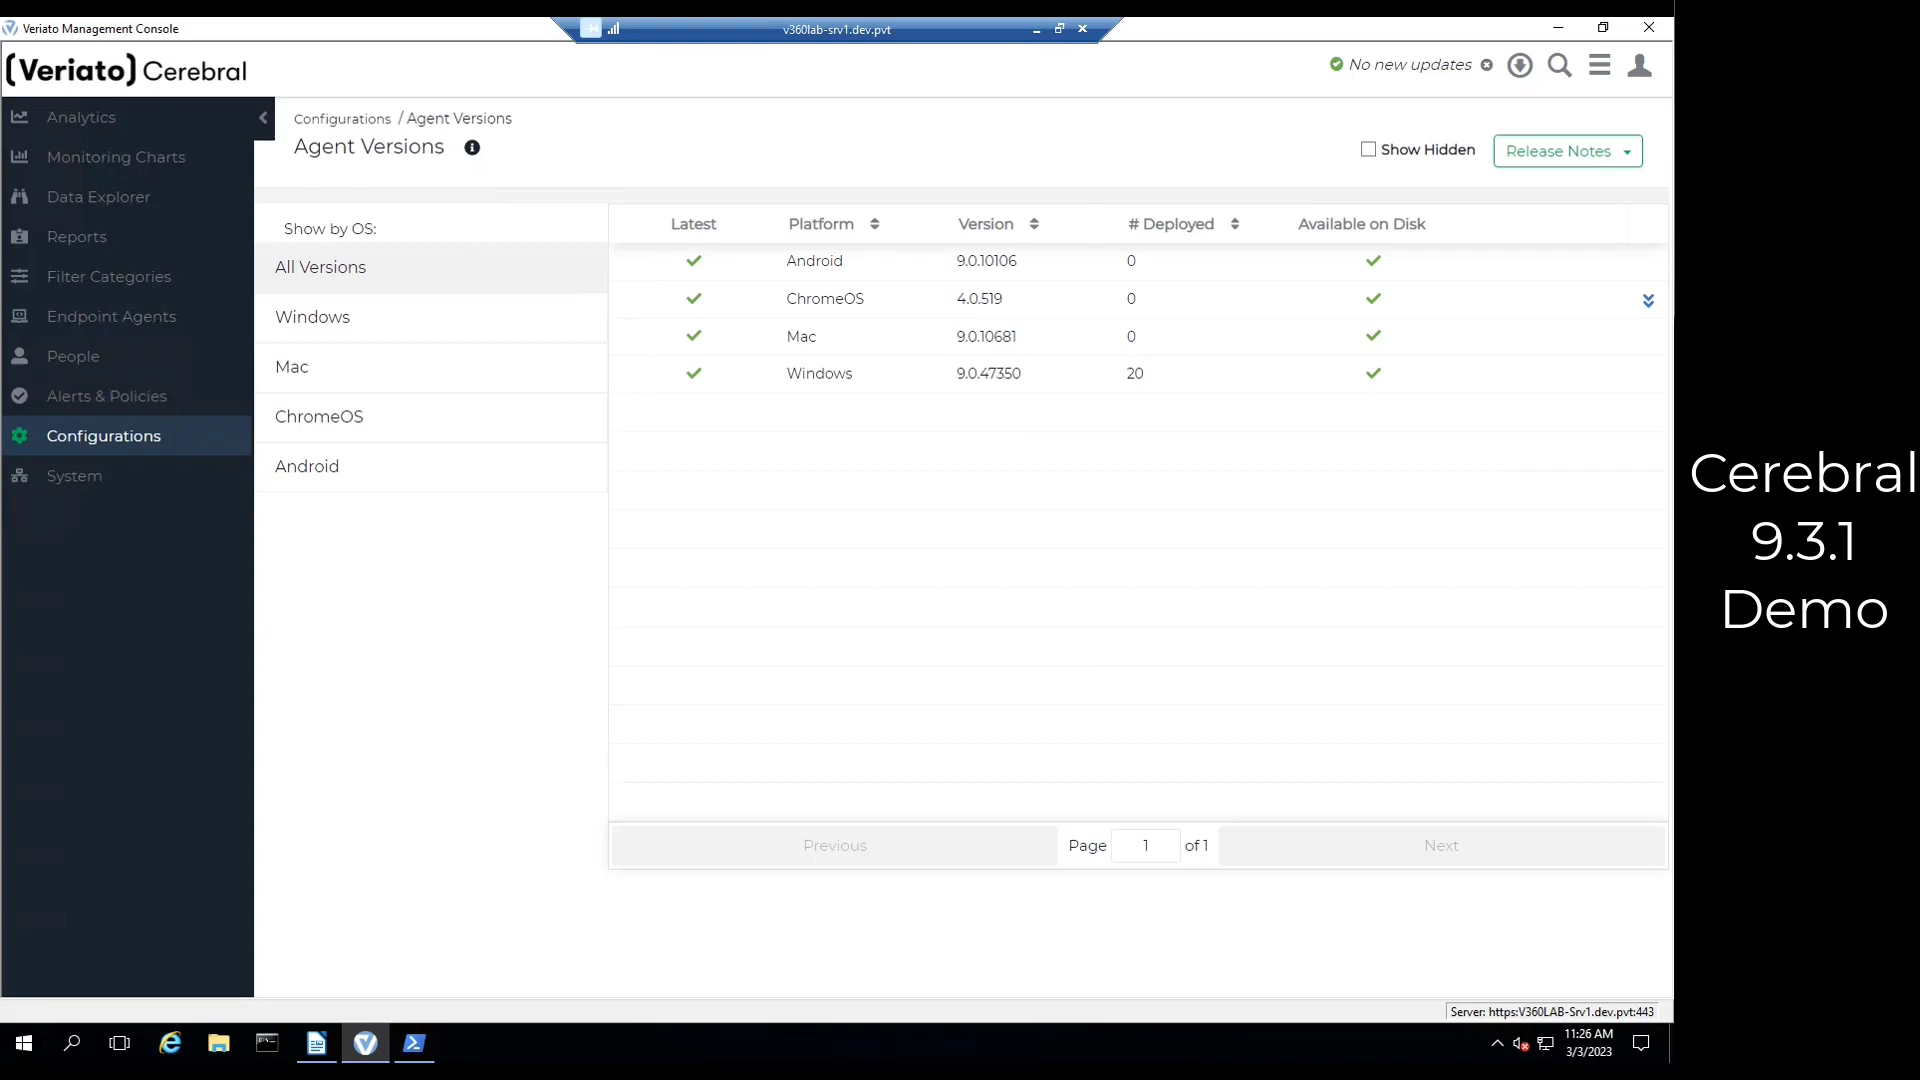 Veriato Management Console
v360lab-srv1.dev.pvt
(Veriato) Cerebral
No new updates
Analytics
Monitoring Charts
Data Explorer
Reports
Filter Categories
Endpoint Agents
People
Alerts & Policies
Configurations
System
Configurations / Agent Versions
Agent Versions
Show Hidden
Release Notes
Show by OS:
All Versions
Windows
Mac
ChromeOS
Android
Latest Platform Version # Deployed Available on Disk
Android 9.0.10106 0
ChromeOS 4.0.519 0
Mac 9.0.10681 0
Windows 9.0.47350 20
Previous Page 1 of 1 Next
Server: https:V360LAB-Srv1.dev.pvt:443
11:26 AM
3/3/2023
Cerebral
9.3.1
Demo